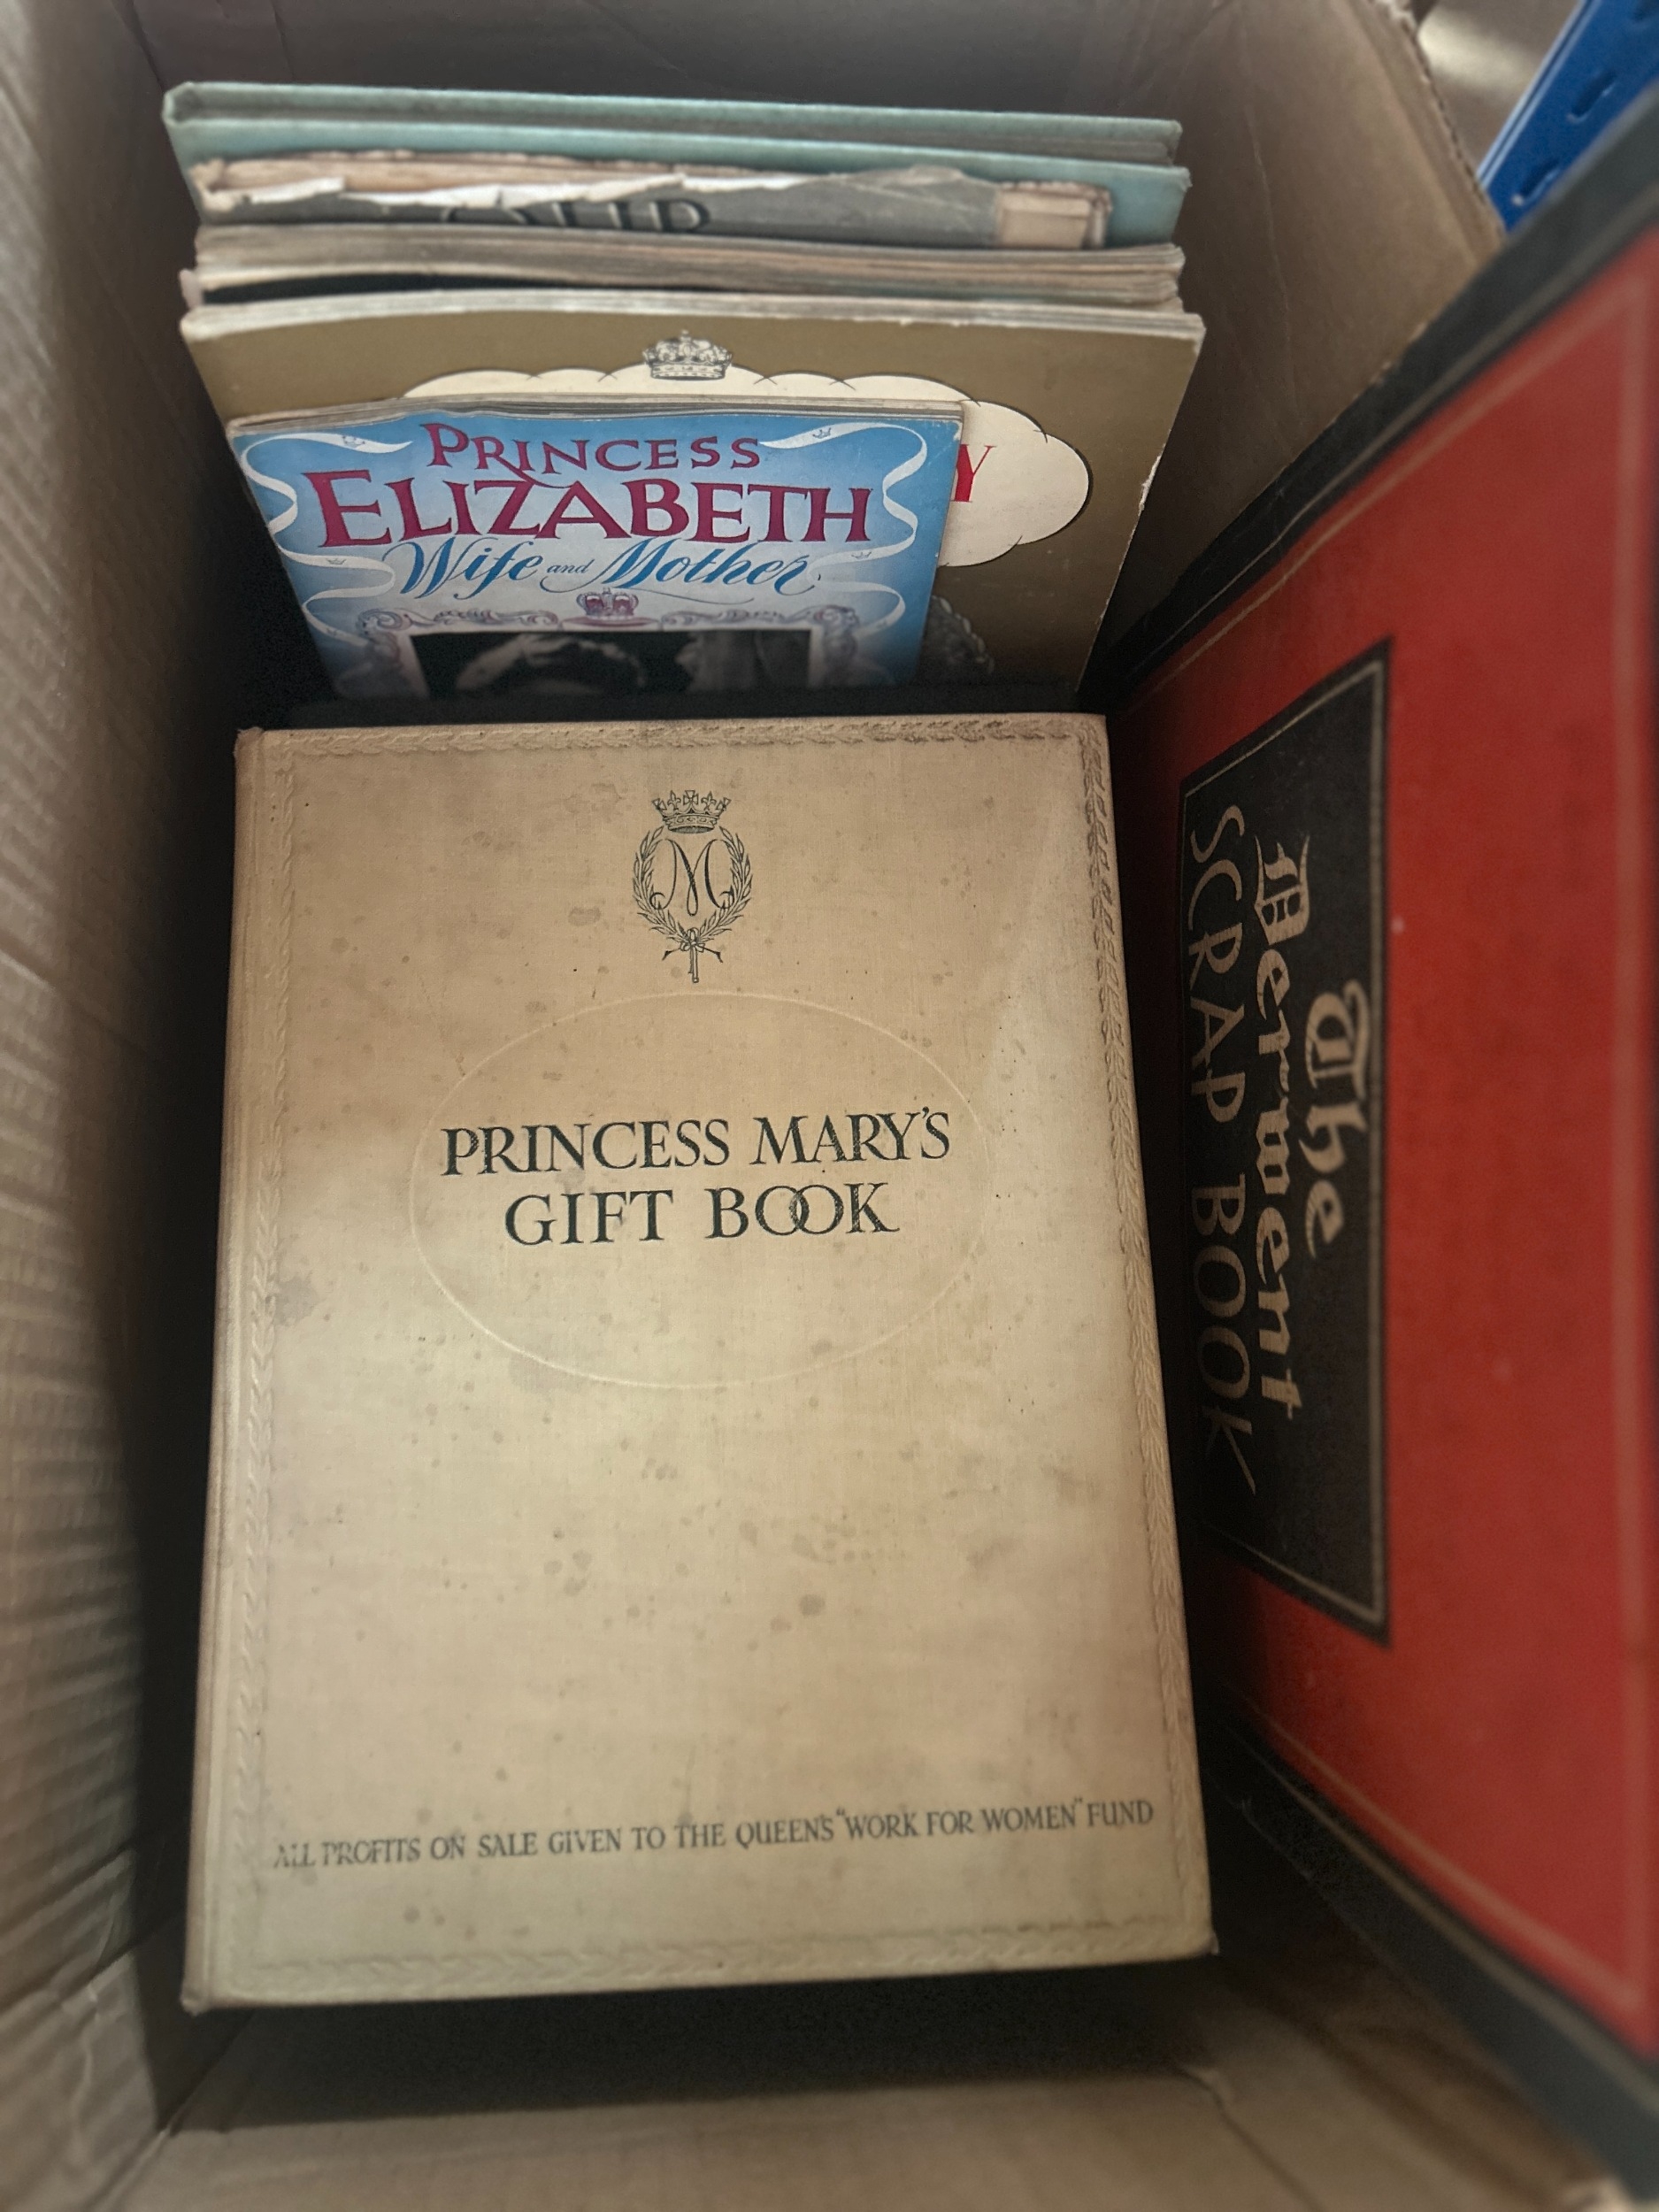 OUR
Y
PRINCESS
ELIZABETH
Wife and Mother
M
PRINCESS MARY'S
GIFT BOOK
ALL PROFITS ON SALE GIVEN TO THE QUEEN'S "WORK FOR WOMEN" FUND
The
Derwent
SCRAP BOOK